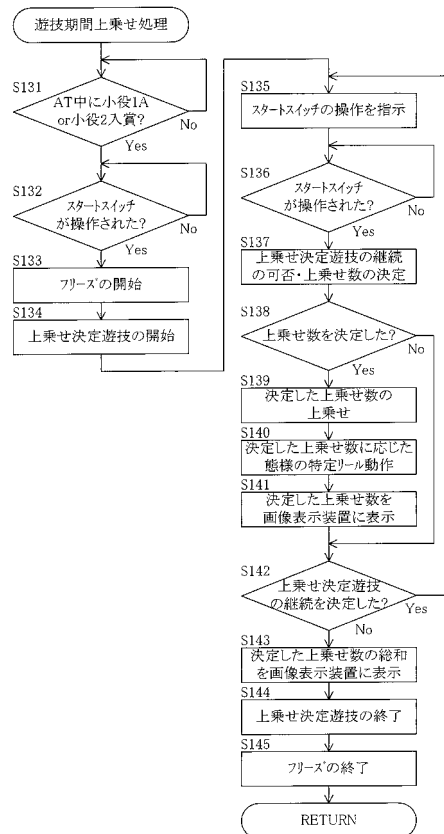 遊技期間上乗せ処理
S131
AT中に小役1A
or小役2入賞?
No
Yes
S132
スタートスイッチ
が操作された?
No
Yes
S133
フリーズの開始
S134
上乗せ決定遊技の開始
S135
スタートスイッチの操作を指示
S136
スタートスイッチ
が操作された?
No
Yes
S137
上乗せ決定遊技の継続
の可否・上乗せ数の決定
S138
上乗せ数を決定した?
No
Yes
S139
決定した上乗せ数の
上乗せ
S140
決定した上乗せ数に応じた
態様の特定リール動作
S141
決定した上乗せ数を
画像表示装置に表示
S142
上乗せ決定遊技
の継続を決定した?
Yes
No
S143
決定した上乗せ数の総和
を画像表示装置に表示
S144
上乗せ決定遊技の終了
S145
フリーズの終了
RETURN